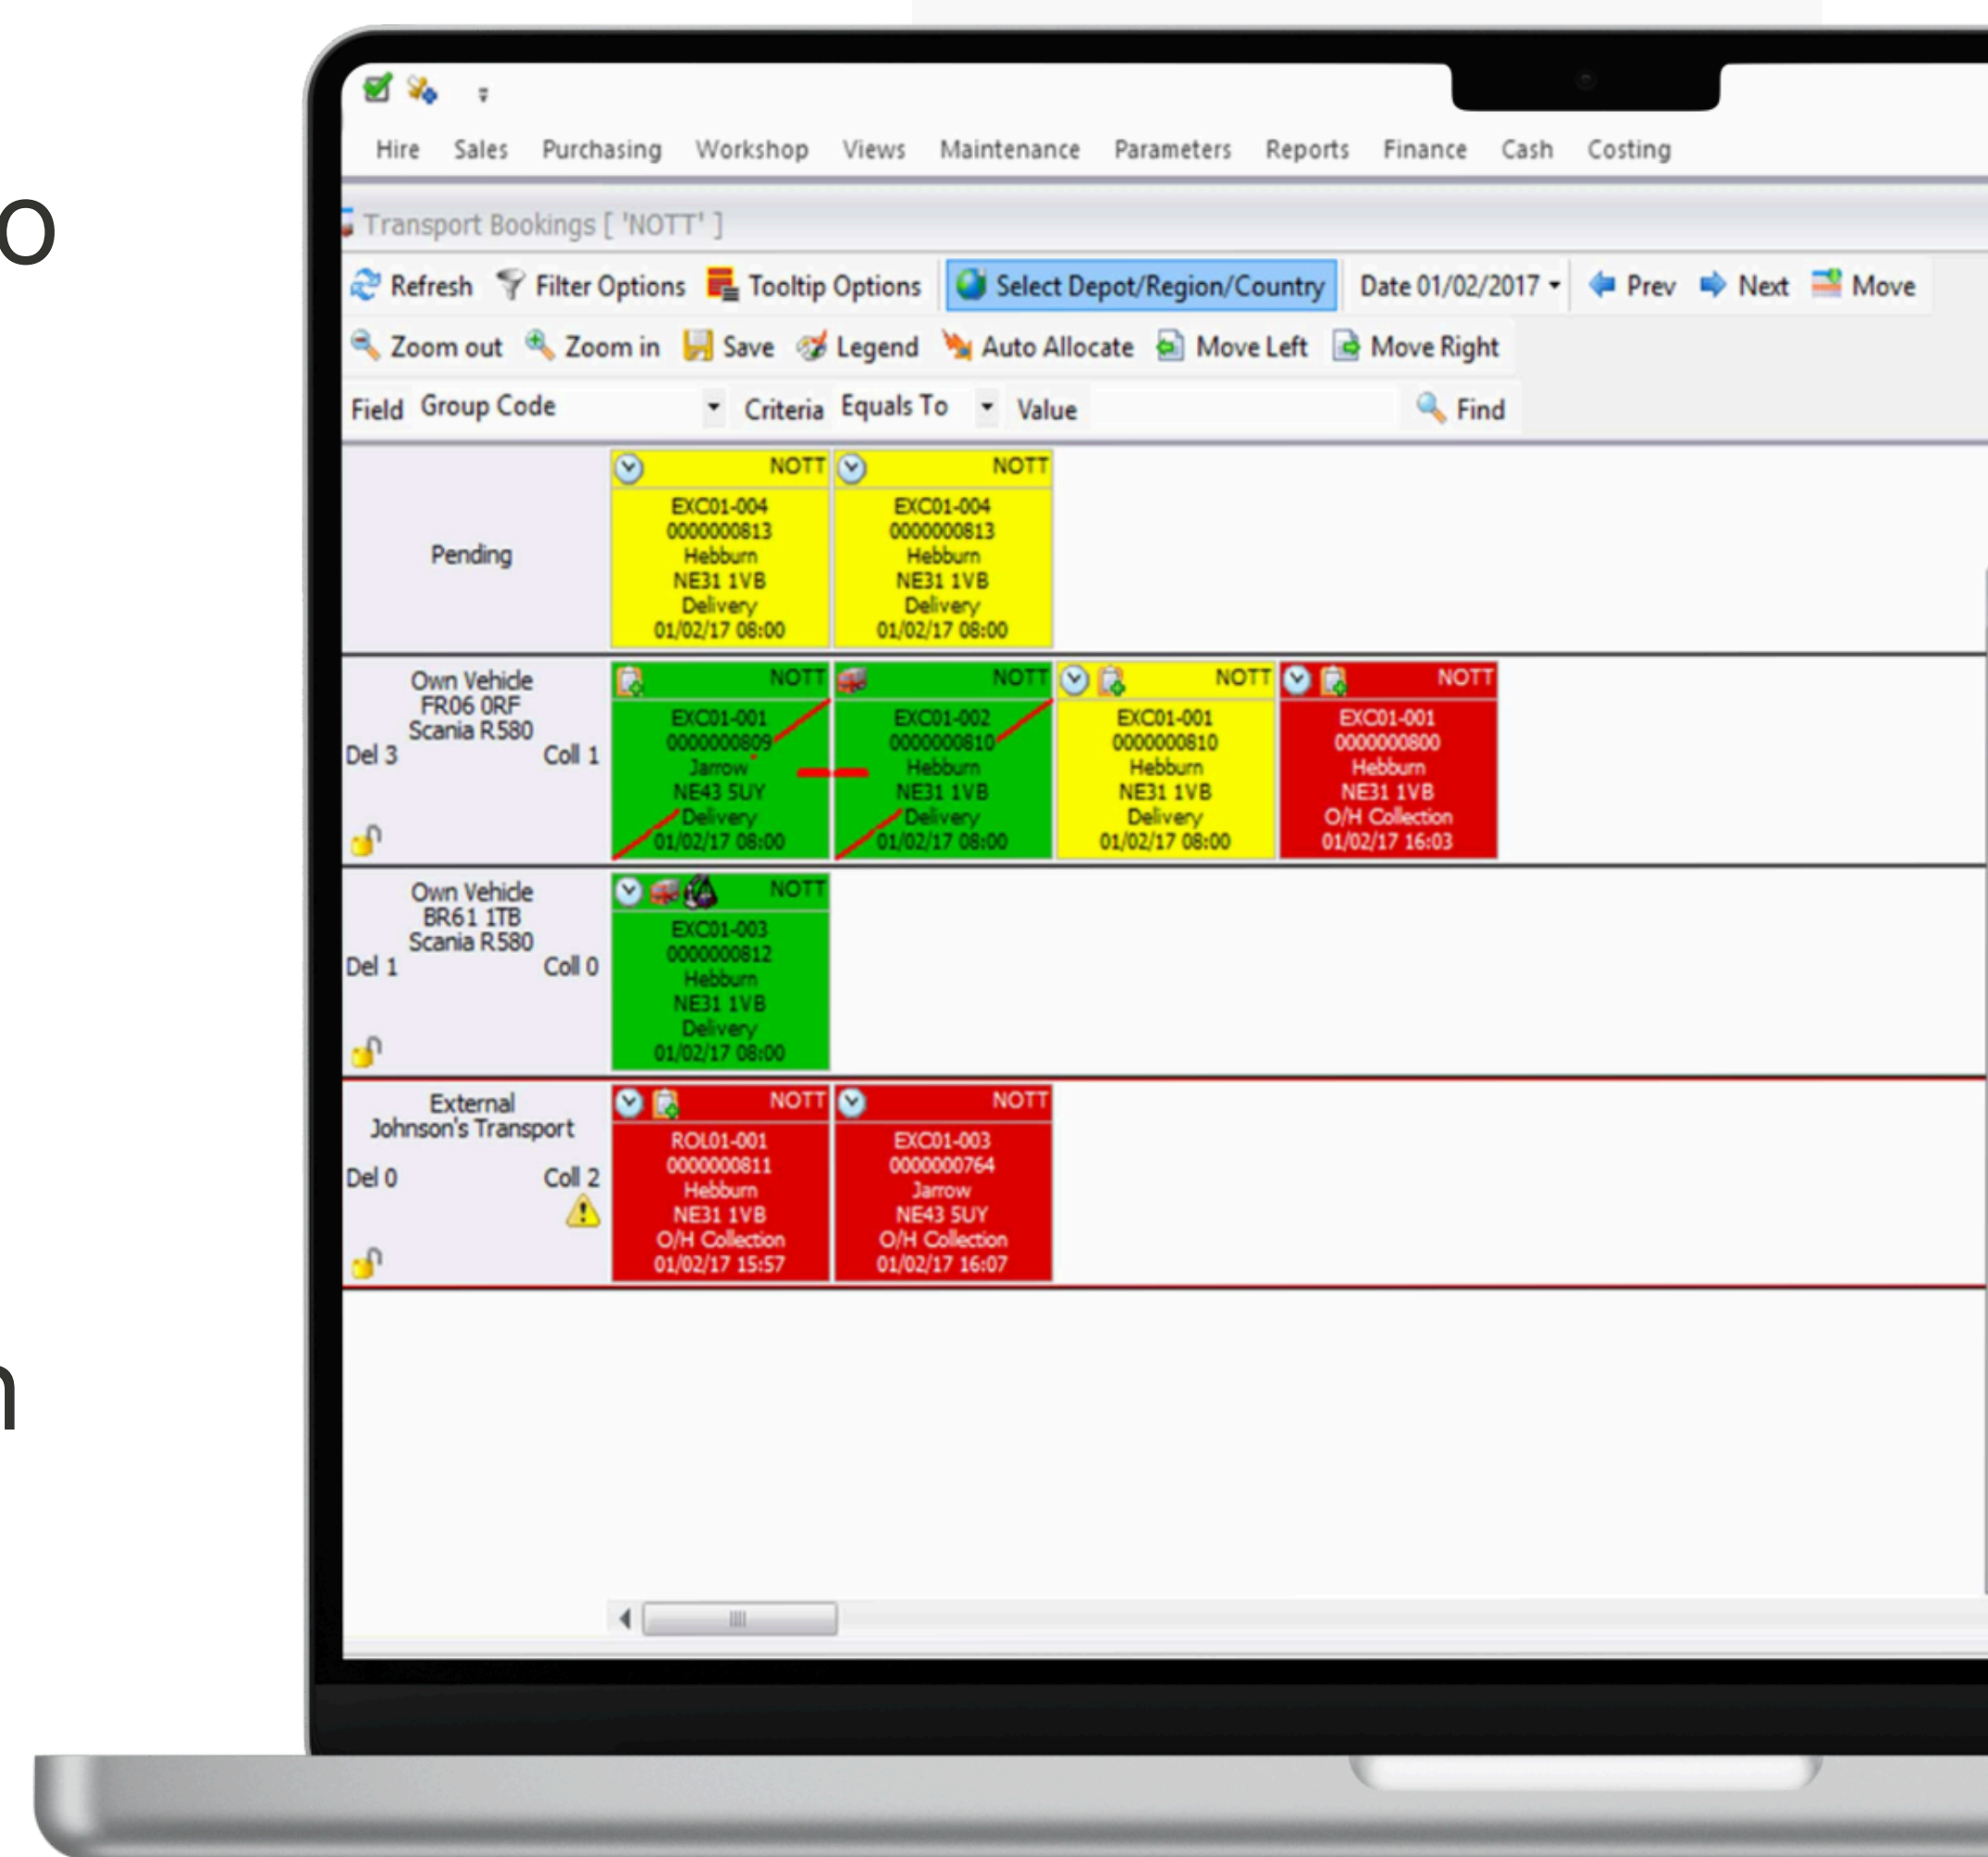 o
n
Hire Sales Purchasing Workshop Views Maintenance Parameters Reports Finance Cash Costing
Transport Bookings [ 'NOTT' ]
Refresh Filter Options Tooltip Options Select Depot/Region/Country Date 01/02/2017 Prev Next Move
Zoom out Zoom in Save Legend Auto Allocate Move Left Move Right
Field Group Code Criteria Equals To Value Find
Pending
NOTT
EXC01-004
0000000813
Hebburn
NE31 1VB
Delivery
01/02/17 08:00
NOTT
EXC01-004
0000000813
Hebburn
NE31 1VB
Delivery
01/02/17 08:00
Own Vehicle
FR06 0RF
Scania R580
Del 3 Coll 1
NOTT
EXC01-001
0000000809
Jarrow
NE43 5UY
Delivery
01/02/17 08:00
NOTT
EXC01-002
0000000810
Hebburn
NE31 1VB
Delivery
01/02/17 08:00
NOTT
EXC01-001
0000000810
Hebburn
NE31 1VB
Delivery
01/02/17 08:00
NOTT
EXC01-001
0000000800
Hebburn
NE31 1VB
O/H Collection
01/02/17 16:03
Own Vehicle
BR61 1TB
Scania R580
Del 1 Coll 0
NOTT
EXC01-003
0000000812
Hebburn
NE31 1VB
Delivery
01/02/17 08:00
External
Johnson's Transport
Del 0 Coll 2
NOTT
ROL01-001
0000000811
Hebburn
NE31 1VB
O/H Collection
01/02/17 15:57
NOTT
EXC01-003
0000000764
Jarrow
NE43 5UY
O/H Collection
01/02/17 16:07